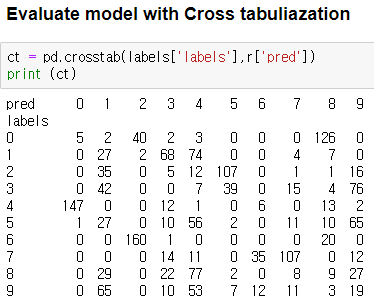 Evaluate model with Cross tabuliazation
ct = pd.crosstab(labels['labels'],r['pred'])
print (ct)
pred 0 1 2 3 4 5 6 7 8 9
labels
0 5 2 40 2 3 0 0 0 126 0
1 0 27 2 68 74 0 0 4 7 0
2 0 35 0 5 12 107 0 1 1 16
3 0 42 0 0 7 39 0 15 4 76
4 147 0 0 12 1 0 6 0 13 2
5 1 27 0 10 56 2 0 11 10 65
6 0 0 160 1 0 0 0 0 20 0
7 0 0 0 14 11 0 35 107 0 12
8 0 29 0 22 77 2 0 8 9 27
9 0 65 0 10 53 7 12 11 3 19